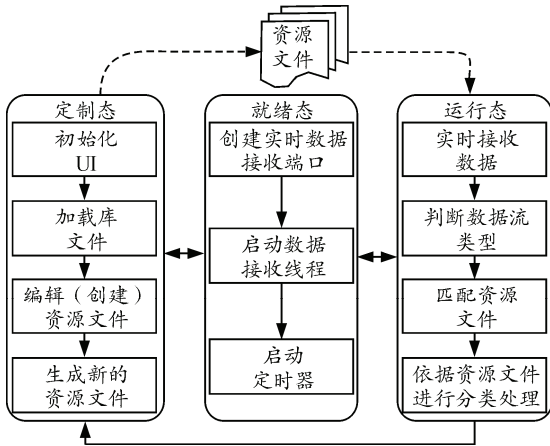 资源
文件
定制态
初始化
UI
加载库
文件
编辑（创建）
资源文件
生成新的
资源文件
就绪态
创建实时数据
接收端口
启动数据
接收线程
启动
定时器
运行态
实时接收
数据
判断数据流
类型
匹配资源
文件
依据资源文件
进行分类处理